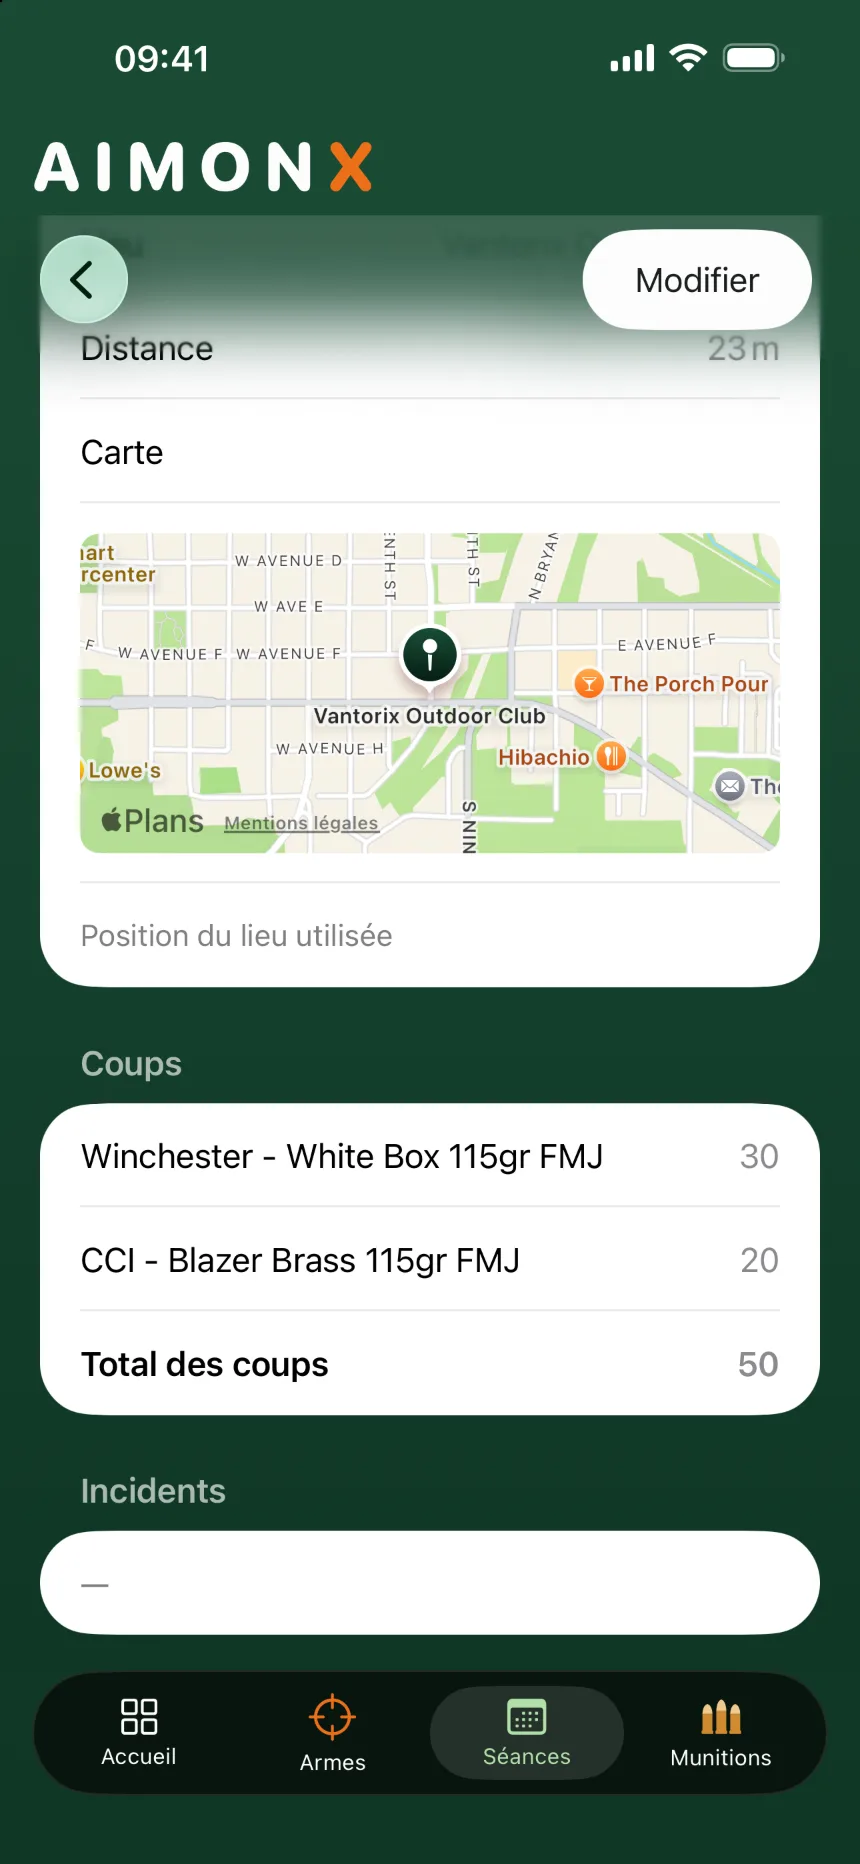 09:41
AIMONX
Modifier
Distance
23 m
Carte
W AVENUE D
W AVE E
N BRYAN
F
W AVENUE F
W AVENUE F
E AVENUE F
The Porch Pour
Vantorix Outdoor Club
W AVENUE H
Hibachio
Lowe's
Plans
Mentions légales
Position du lieu utilisée
Coups
Winchester - White Box 115gr FMJ
30
CCI - Blazer Brass 115gr FMJ
20
Total des coups
50
Incidents
—
Accueil
Armes
Séances
Munitions